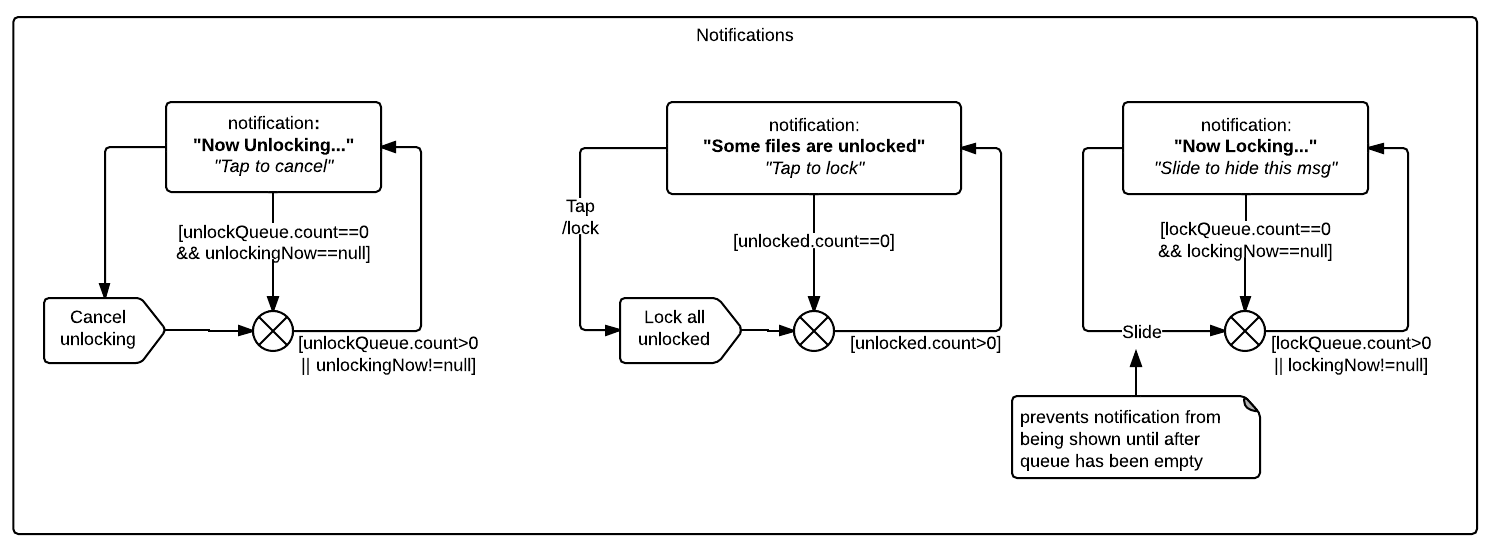 Notifications
notification:
"Now Unlocking..."
"Tap to cancel"
[unlockQueue.count==0
&& unlockingNow==null]
Cancel
unlocking
[unlockQueue.count>0
|| unlockingNow!=null]
notification:
"Some files are unlocked"
"Tap to lock"
Tap
/lock
[unlocked.count==0]
Lock all
unlocked
[unlocked.count>0]
notification:
"Now Locking..."
"Slide to hide this msg"
[lockQueue.count==0
&& lockingNow==null]
Slide
[lockQueue.count>0
|| lockingNow!=null]
prevents notification from
being shown until after
queue has been empty